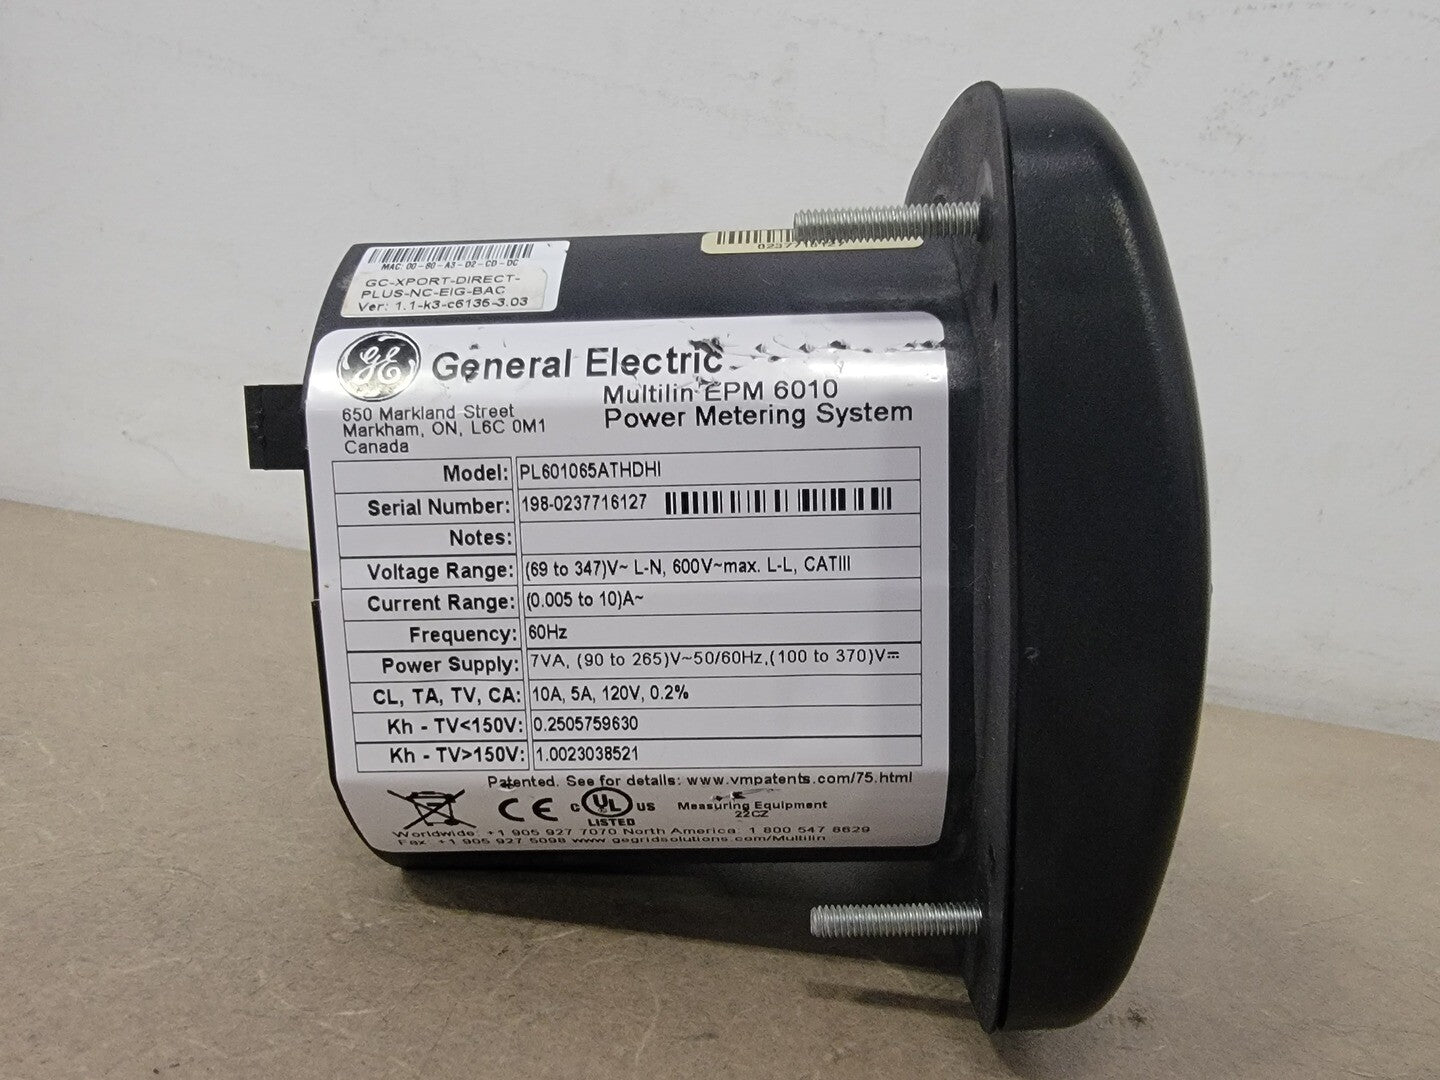 MAC: 00-80-A3-D2-CD-DC
GC-XPORT-DIRECT-
PLUS-NC-EIG-BAC
Ver: 1.1-k3-c6135-3.03
0237716127
GE
General Electric
Multilin EPM 6010
Power Metering System
650 Markland Street
Markham, ON, L6C 0M1
Canada
Model: PL601065ATHDHI
Serial Number: 198-0237716127
Notes:
Voltage Range: (69 to 347)V~ L-N, 600V~max. L-L, CATIII
Current Range: (0.005 to 10)A~
Frequency: 60Hz
Power Supply: 7VA, (90 to 265)V~50/60Hz,(100 to 370)V⎓
CL, TA, TV, CA: 10A, 5A, 120V, 0.2%
Kh - TV<150V: 0.2505759630
Kh - TV>150V: 1.0023038521
Patented. See for details: www.vmpatents.com/75.html
CE C UL US LISTED
Measuring Equipment
22CZ
Worldwide: +1 905 927 7070 North America: 1 800 547 8629
Fax: +1 905 927 5098 www.gegridsolutions.com/Multilin